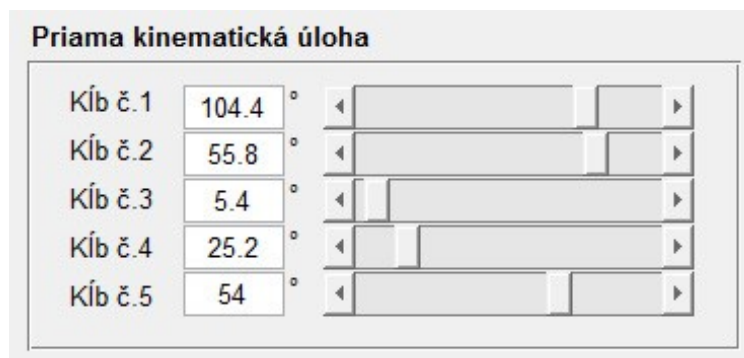 Priama kinematická úloha
Kĺb č.1 104.4 °
Kĺb č.2 55.8 °
Kĺb č.3 5.4 °
Kĺb č.4 25.2 °
Kĺb č.5 54 °